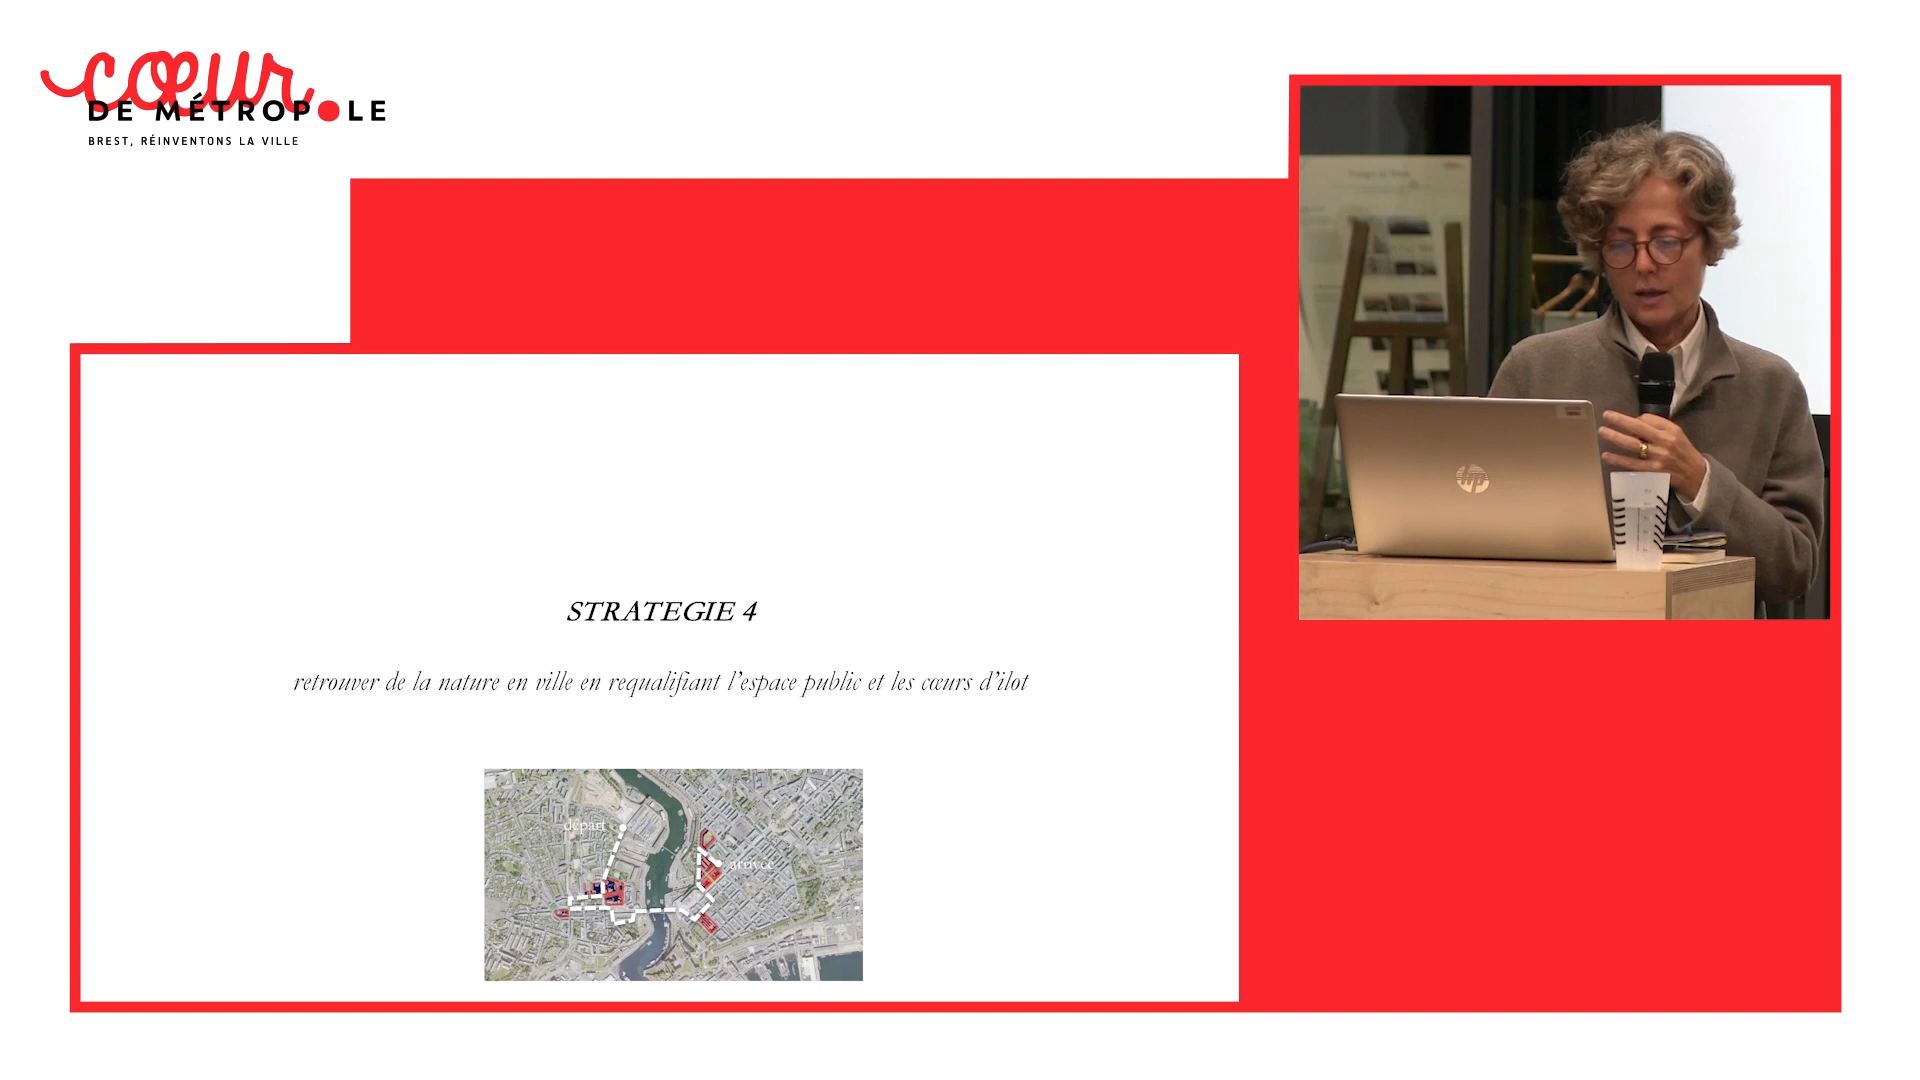 cœur
DE MÉTROPOLE
BREST, RÉINVENTONS LA VILLE
hp
STRATEGIE 4
retrouver de la nature en ville en requalifiant l'espace public et les cœurs d'ilot
départ
arrivée